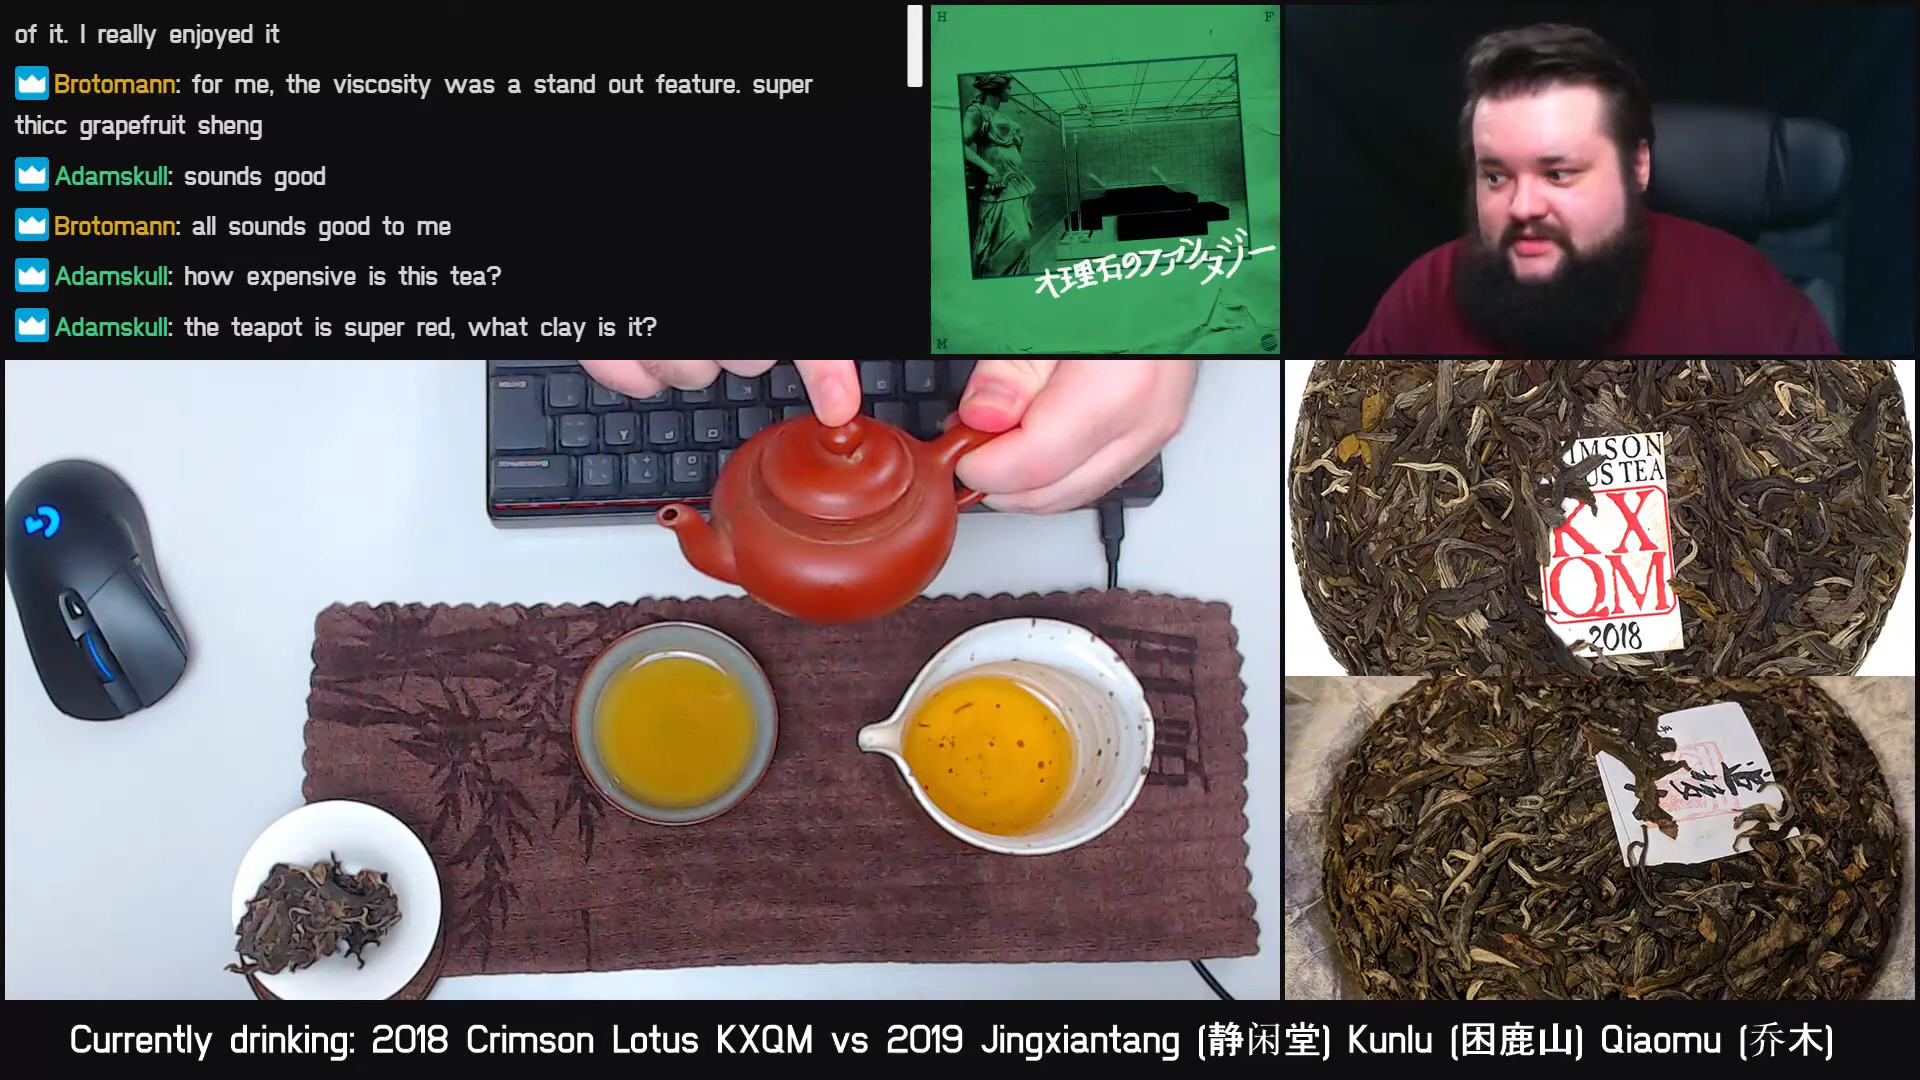 of it. I really enjoyed it
Brotomann: for me, the viscosity was a stand out feature. super
thicc grapefruit sheng
Adamskull: sounds good
Brotomann: all sounds good to me
Adamskull: how expensive is this tea?
Adamskull: the teapot is super red, what clay is it?
H F
大理石のファンタジー
M
IMSON
US TEA
KX
QM
2018
Currently drinking: 2018 Crimson Lotus KXQM vs 2019 Jingxiantang (静闲堂) Kunlu (困鹿山) Qiaomu (乔木)